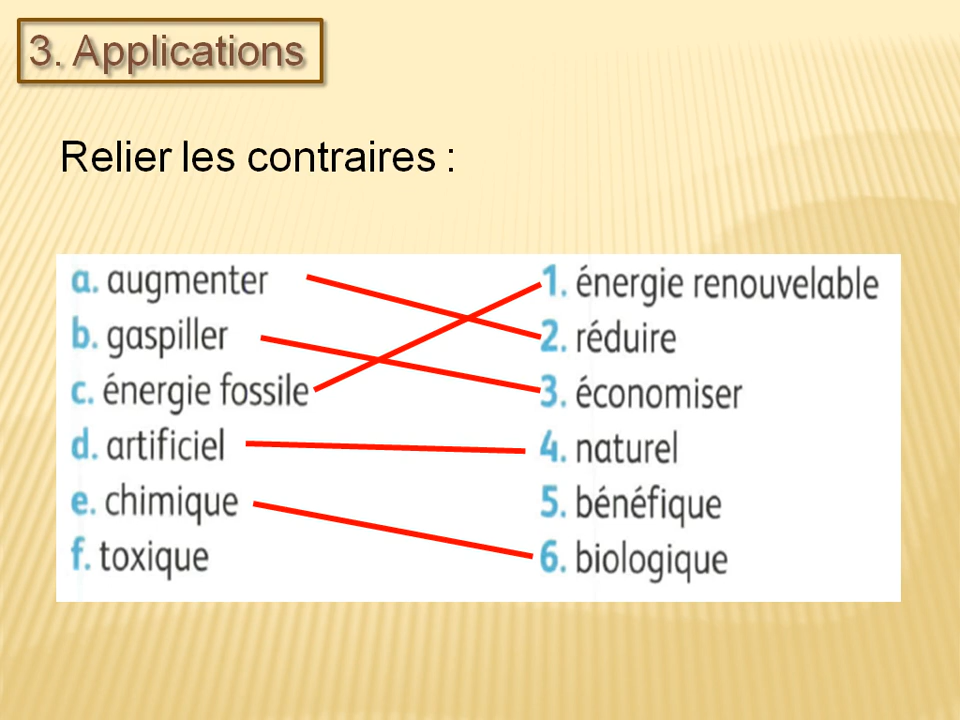 3. Applications
Relier les contraires :
a. augmenter
b. gaspiller
c. énergie fossile
d. artificiel
e. chimique
f. toxique
1. énergie renouvelable
2. réduire
3. économiser
4. naturel
5. bénéfique
6. biologique